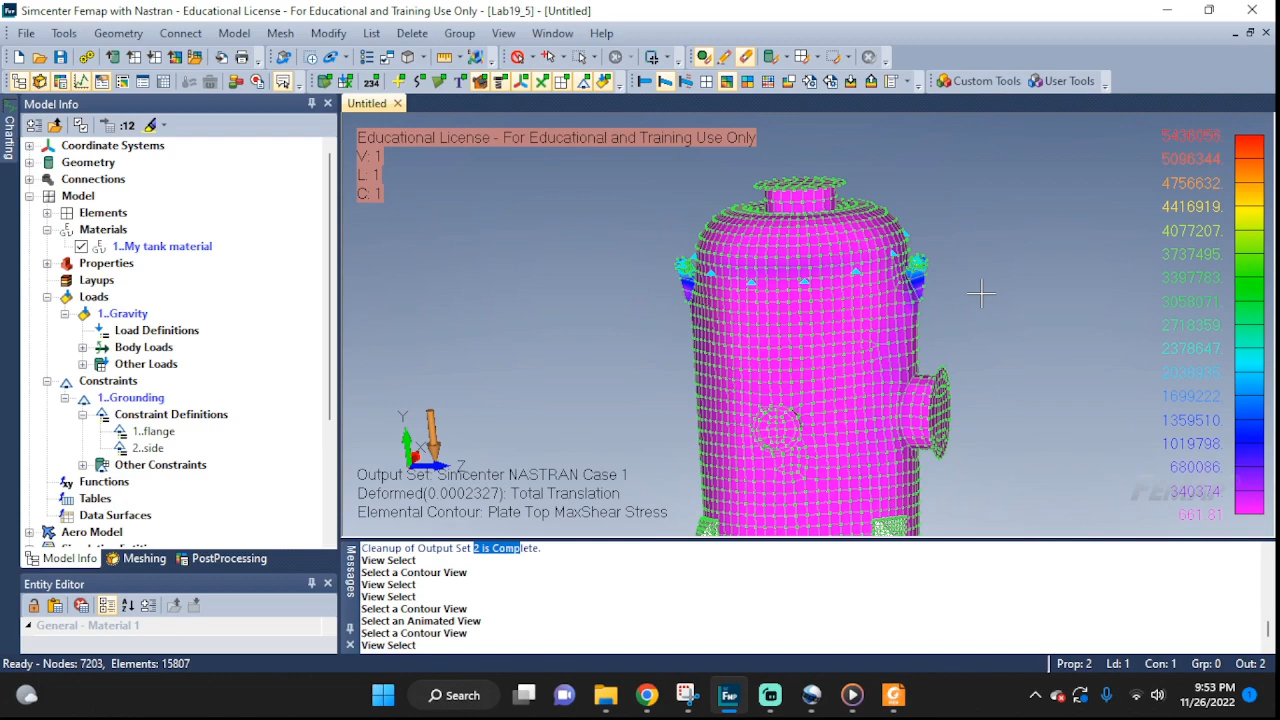 Simcenter Femap with Nastran - Educational License - For Educational and Training Use Only - [Lab19_5] - [Untitled]
File Tools Geometry Connect Model Mesh Modify List Delete Group View Window Help
234
Custom Tools User Tools
Model Info
Untitled
Charting
:12
Educational License - For Educational and Training Use Only
V: 1
L: 1
C: 1
Coordinate Systems
Geometry
Connections
Model
Elements
Materials
1..My tank material
Properties
Layups
Loads
1..Gravity
Load Definitions
Body Loads
Other Loads
Constraints
1..Grounding
Constraint Definitions
1..flange
2..side
Other Constraints
Functions
Tables
Data Surfaces
Aero Model
Model Info Meshing PostProcessing
5436056.
5096344.
4756632.
4416919.
4077207.
3737495.
3397783.
3058071.
2718359.
2378647.
2038935.
1699222.
1359510.
1019798.
680086.
340374.
661.81
Y
X
Z
Output Set: Simcenter NASTRAN Case 1
Deformed(0.0002327): Total Translation
Elemental Contour: Plate Top MaxShear Stress
Messages
Cleanup of Output Set 2 is Complete.
View Select
Select a Contour View
View Select
View Select
Select a Contour View
Select an Animated View
Select a Contour View
View Select
Entity Editor
General - Material 1
Ready - Nodes: 7203, Elements: 15807
Prop: 2 Ld: 1 Con: 1 Grp: 0 Out: 2
Search
FMP
9:53 PM
11/26/2022
1